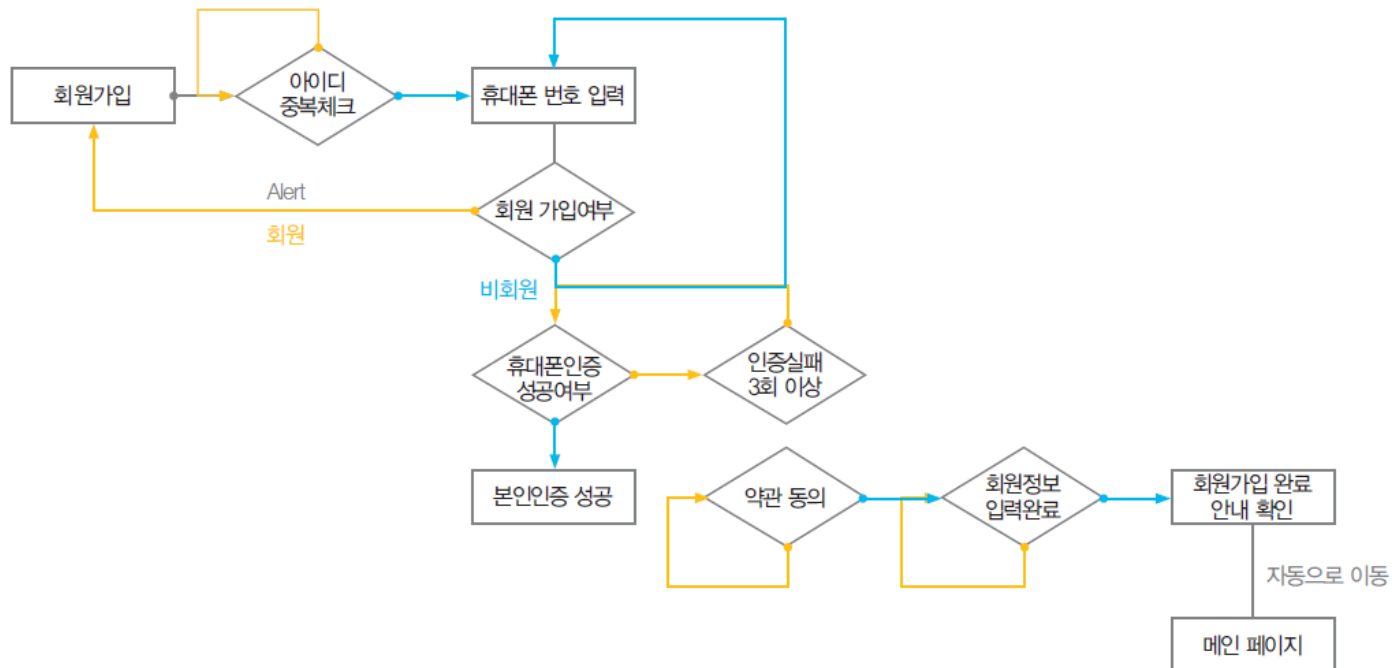 회원가입
아이디
중복체크
휴대폰 번호 입력
Alert
회원
회원 가입여부
비회원
휴대폰인증
성공여부
인증실패
3회 이상
본인인증 성공
약관 동의
회원정보
입력완료
회원가입 완료
안내 확인
자동으로 이동
메인 페이지